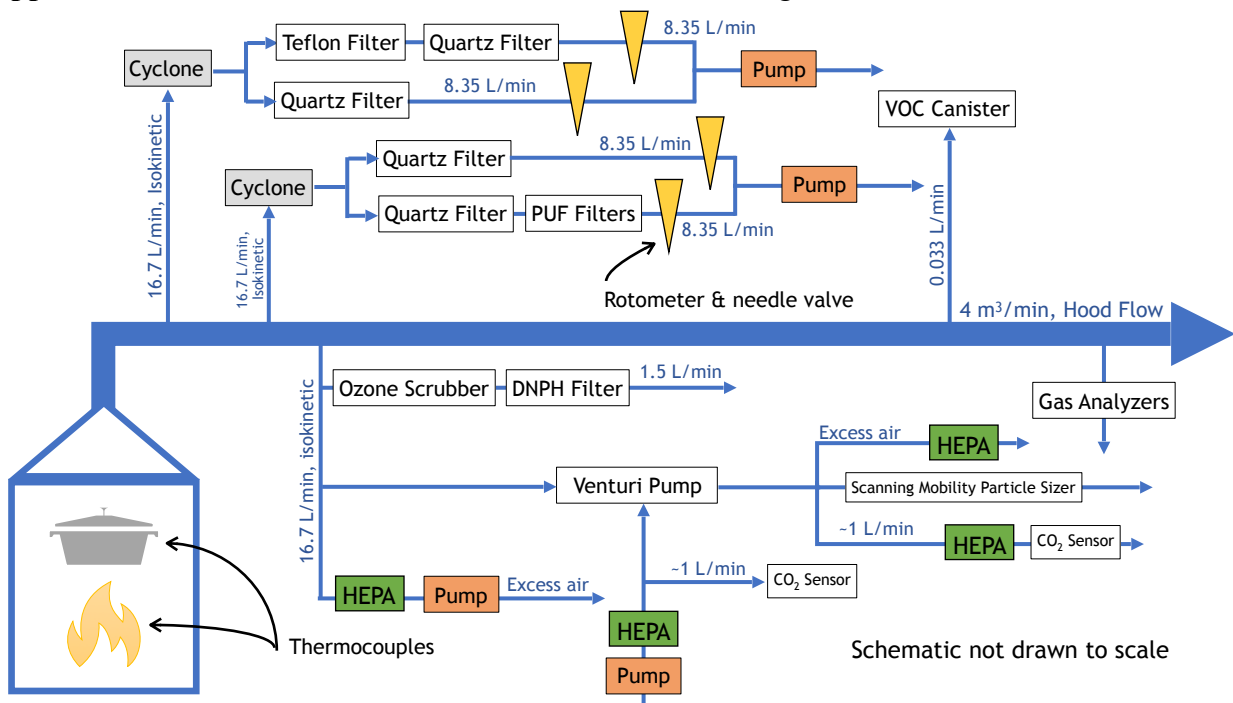 8.35 L/min
Teflon Filter
Quartz Filter
Cyclone
Pump
Quartz Filter
8.35 L/min
VOC Canister
16.7 L/min, Isokinetic
8.35 L/min
Quartz Filter
Cyclone
Pump
Quartz Filter
PUF Filters
8.35 L/min
16.7 L/min,
Isokinetic
0.033 L/min
Rotometer & needle valve
4 m³/min, Hood Flow
16.7 L/min, isokinetic
Ozone Scrubber
DNPH Filter
1.5 L/min
Gas Analyzers
Excess air
HEPA
Venturi Pump
Scanning Mobility Particle Sizer
~1 L/min
HEPA
CO₂ Sensor
~1 L/min
CO₂ Sensor
HEPA
Pump
Excess air
HEPA
Pump
Thermocouples
Schematic not drawn to scale